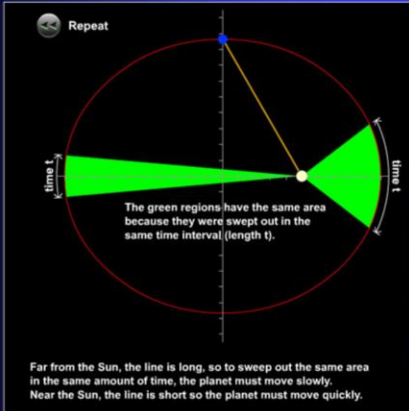 Repeat
time t
time t
The green regions have the same area
because they were swept out in the
same time interval (length t).
Far from the Sun, the line is long, so to sweep out the same area
in the same amount of time, the planet must move slowly.
Near the Sun, the line is short so the planet must move quickly.